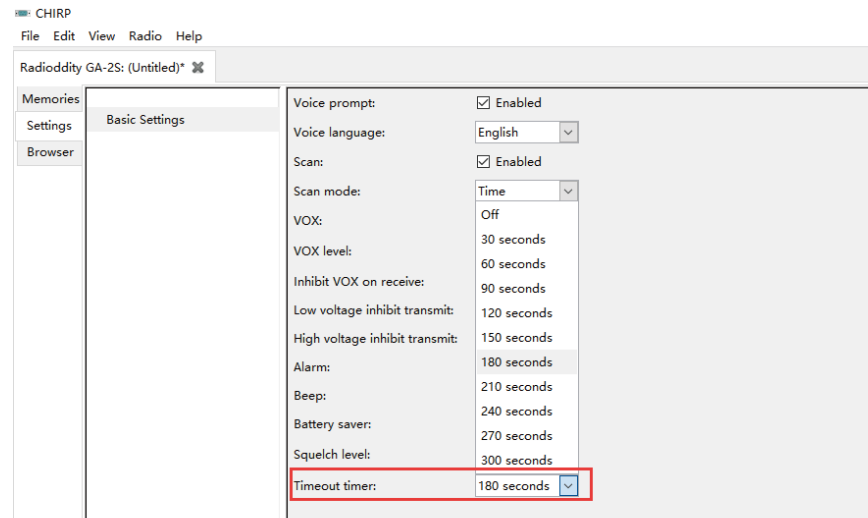 CHIRP
File Edit View Radio Help
Radioddity GA-2S: (Untitled)*
Memories
Settings
Browser
Basic Settings
Voice prompt: Enabled
Voice language: English
Scan: Enabled
Scan mode: Time
VOX:
VOX level:
Inhibit VOX on receive:
Low voltage inhibit transmit:
High voltage inhibit transmit:
Alarm:
Beep:
Battery saver:
Squelch level:
Off
30 seconds
60 seconds
90 seconds
120 seconds
150 seconds
180 seconds
210 seconds
240 seconds
270 seconds
300 seconds
Timeout timer: 180 seconds